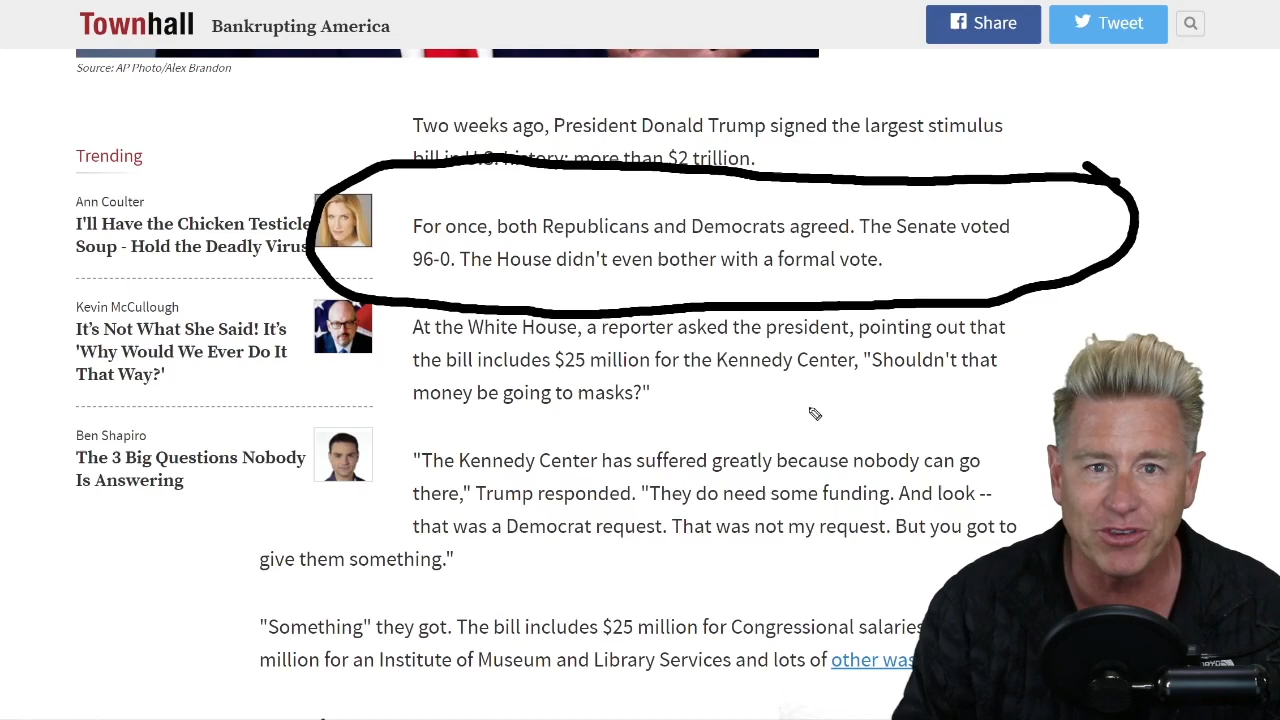 Townhall Bankrupting America
Share
Tweet
Source: AP Photo/Alex Brandon
Trending
Ann Coulter
I'll Have the Chicken Testicle
Soup - Hold the Deadly Virus
Kevin McCullough
It's Not What She Said! It's
'Why Would We Ever Do It
That Way?'
Ben Shapiro
The 3 Big Questions Nobody
Is Answering
Two weeks ago, President Donald Trump signed the largest stimulus
bill in U.S. history: more than $2 trillion.
For once, both Republicans and Democrats agreed. The Senate voted
96-0. The House didn't even bother with a formal vote.
At the White House, a reporter asked the president, pointing out that
the bill includes $25 million for the Kennedy Center, "Shouldn't that
money be going to masks?"
"The Kennedy Center has suffered greatly because nobody can go
there," Trump responded. "They do need some funding. And look --
that was a Democrat request. That was not my request. But you got to
give them something."
"Something" they got. The bill includes $25 million for Congressional salaries
million for an Institute of Museum and Library Services and lots of other